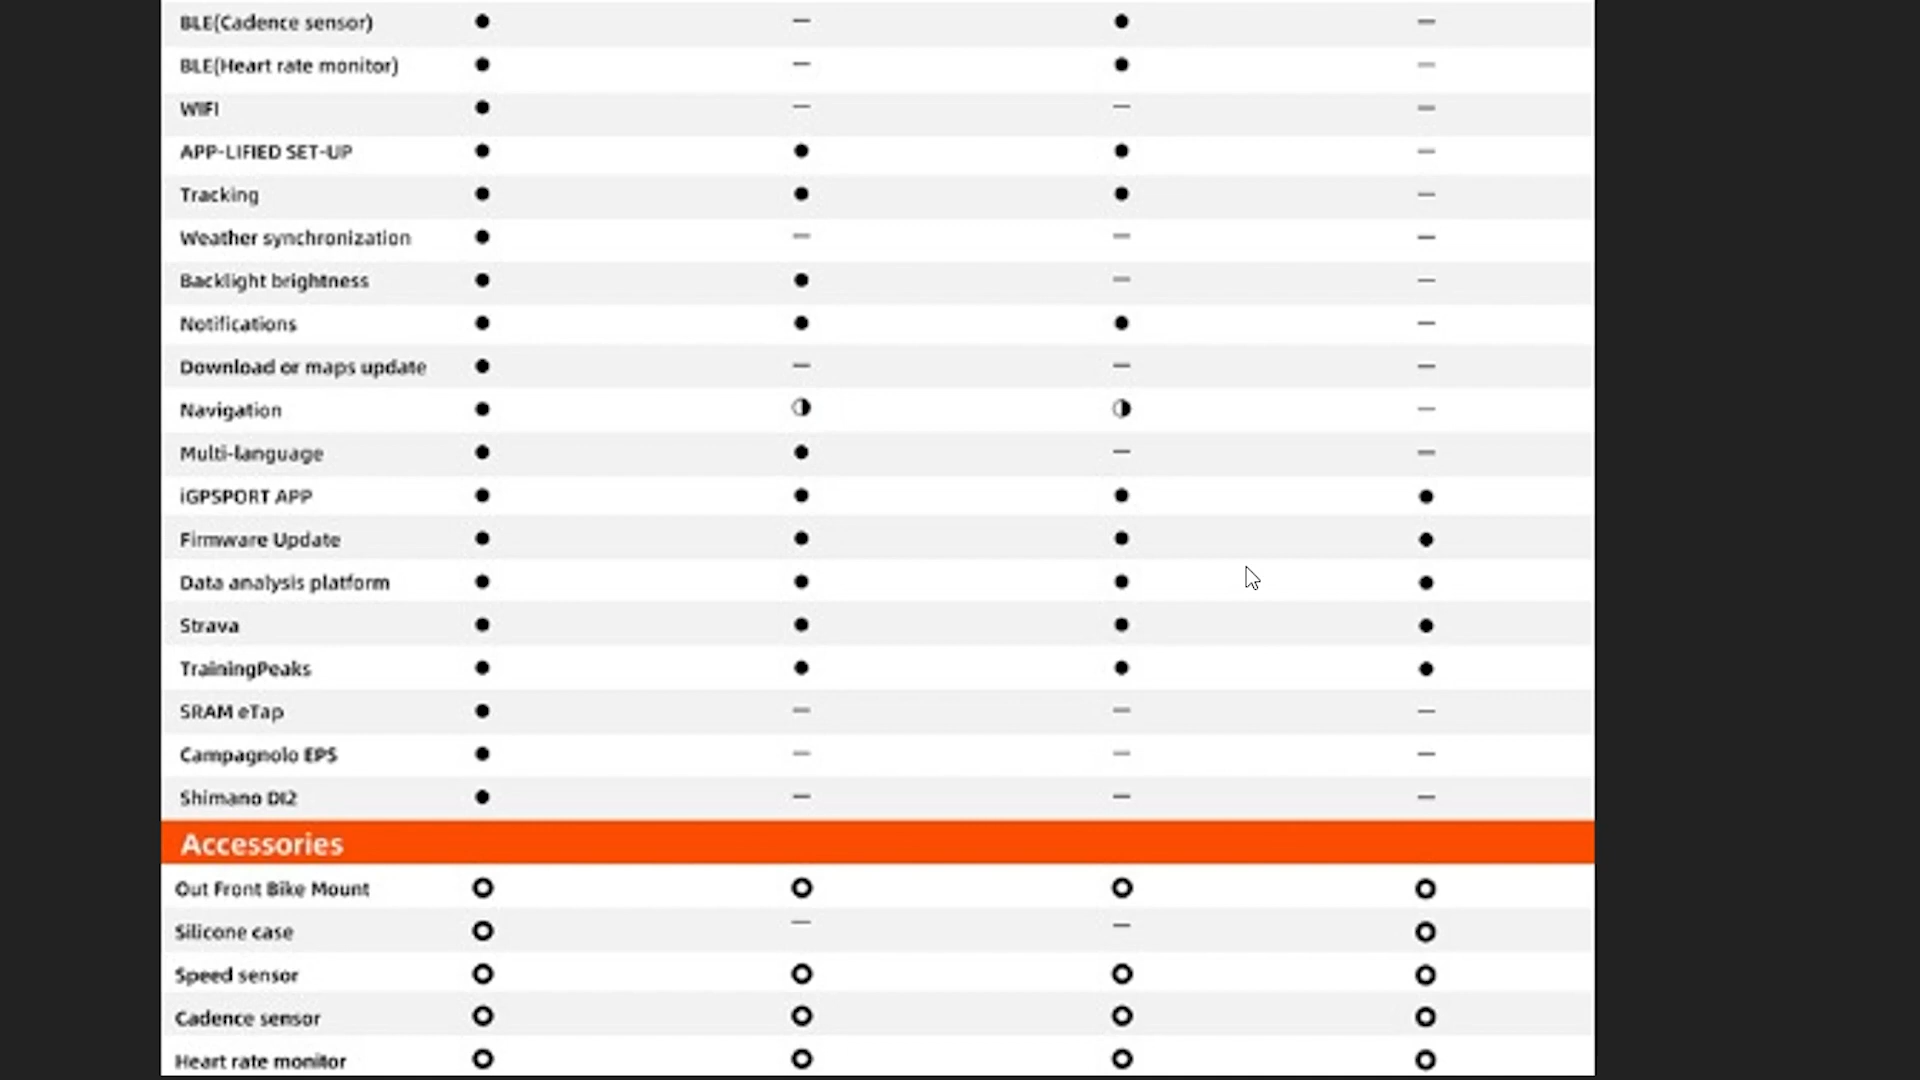 BLE(Cadence sensor)
BLE(Heart rate monitor)
WIFI
APP-LIFIED SET-UP
Tracking
Weather synchronization
Backlight brightness
Notifications
Download or maps update
Navigation
Multi-language
iGPSPORT APP
Firmware Update
Data analysis platform
Strava
TrainingPeaks
SRAM eTap
Campagnolo EPS
Shimano DI2
Accessories
Out Front Bike Mount
Silicone case
Speed sensor
Cadence sensor
Heart rate monitor